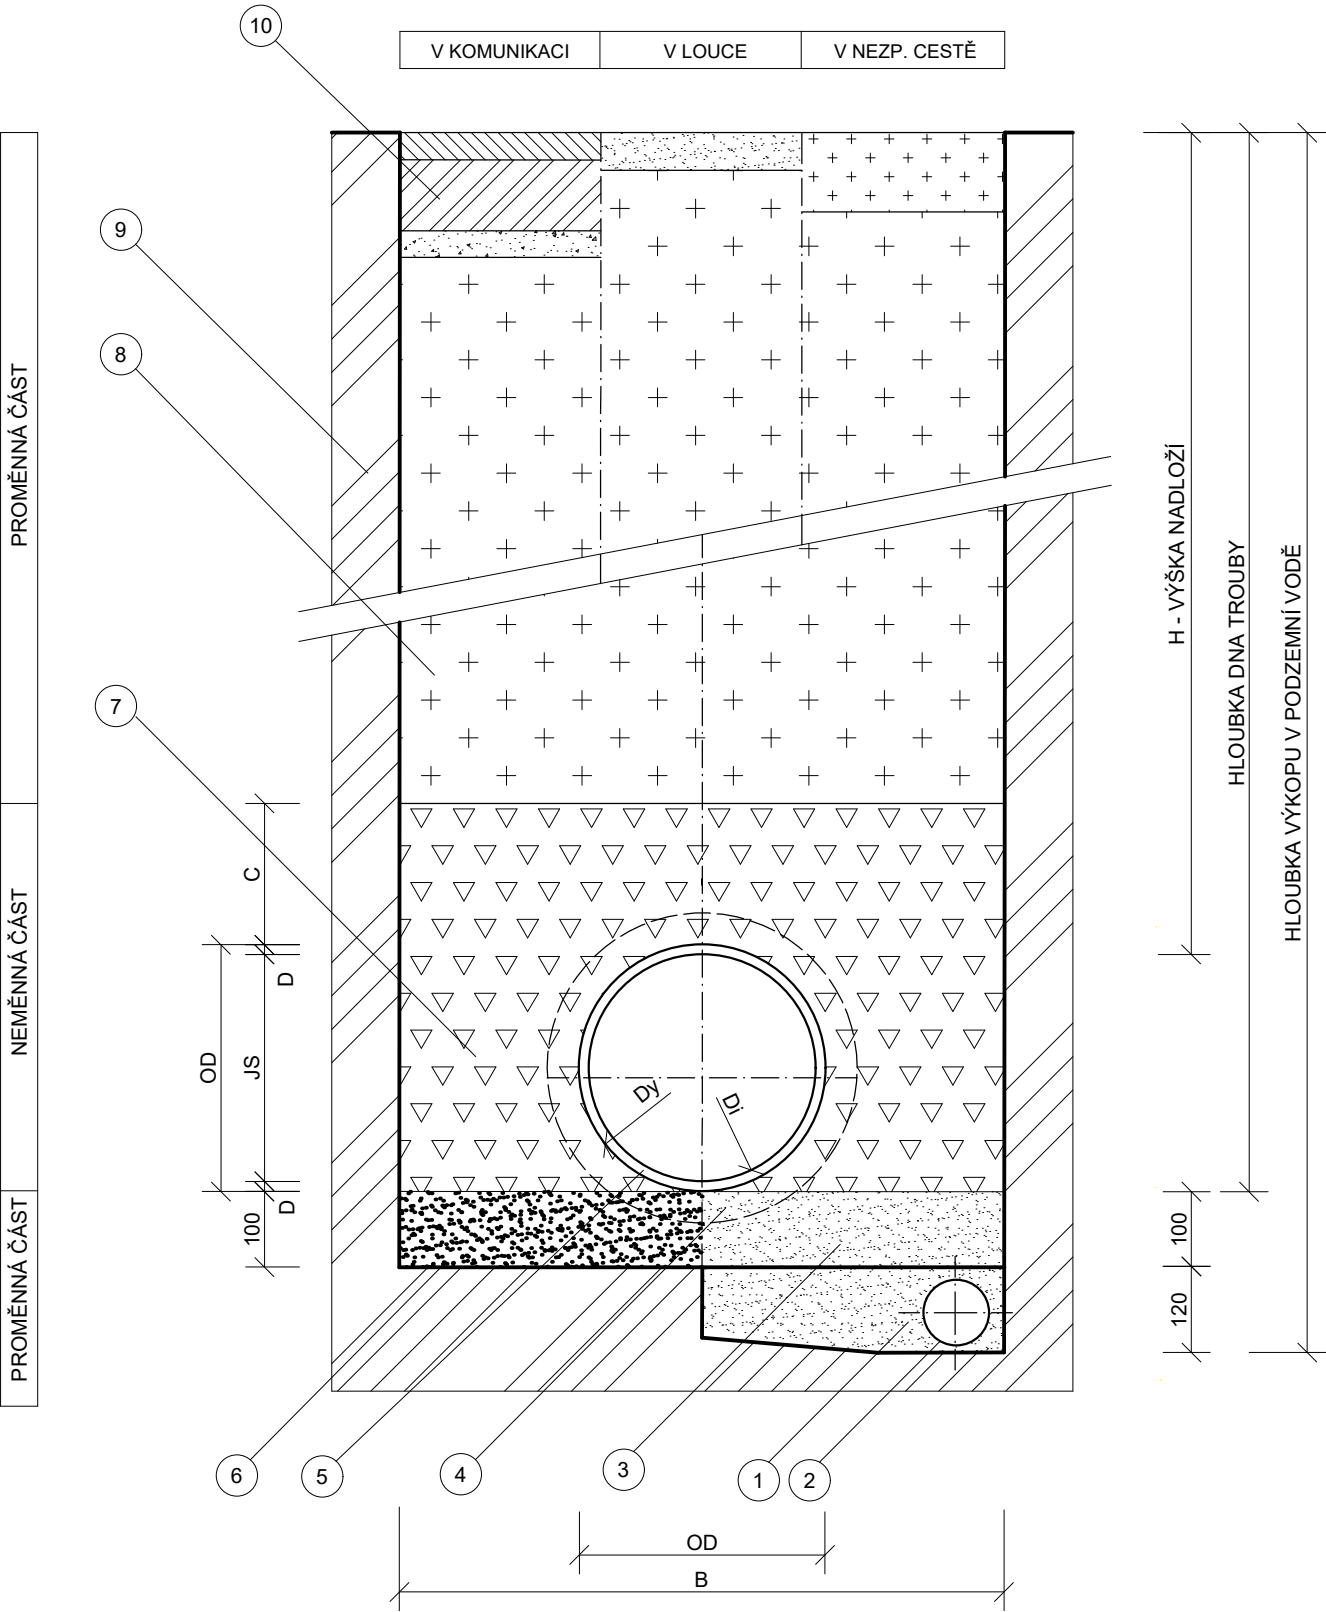 10
V KOMUNIKACI
V LOUCE
V NEZP. CESTĚ
9
8
7
PROMĚNNÁ ČÁST
NEMĚNNÁ ČÁST
PROMĚNNÁ ČÁST
C
D
OD
JS
D
100
Dy
Di
H - VÝŠKA NADLOŽÍ
HLOUBKA DNA TROUBY
HLOUBKA VÝKOPU V PODZEMNÍ VODĚ
100
120
6
5
4
3
1
2
OD
B